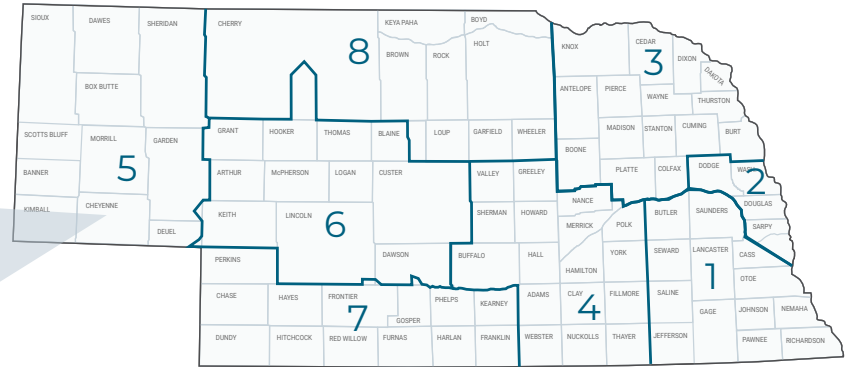 SIOUX
DAWES
SHERIDAN
CHERRY
KEYA PAHA
BOYD
HOLT
BROWN
ROCK
8
KNOX
CEDAR
DIXON
DAKOTA
3
BOX BUTTE
ANTELOPE
PIERCE
WAYNE
THURSTON
SCOTTS BLUFF
MORRILL
GARDEN
GRANT
HOOKER
THOMAS
BLAINE
LOUP
GARFIELD
WHEELER
MADISON
STANTON
CUMING
BURT
BOONE
BANNER
5
ARTHUR
McPHERSON
LOGAN
CUSTER
VALLEY
GREELEY
PLATTE
COLFAX
DODGE
2
KIMBALL
CHEYENNE
DEUEL
KEITH
LINCOLN
6
SHERMAN
HOWARD
NANCE
MERRICK
POLK
BUTLER
SAUNDERS
DOUGLAS
SARPY
PERKINS
DAWSON
BUFFALO
HALL
HAMILTON
YORK
SEWARD
LANCASTER
CASS
OTOE
1
CHASE
HAYES
FRONTIER
7
GOSPER
PHELPS
KEARNEY
ADAMS
CLAY
4
FILLMORE
SALINE
GAGE
JOHNSON
NEMAHA
DUNDY
HITCHCOCK
RED WILLOW
FURNAS
HARLAN
FRANKLIN
WEBSTER
NUCKOLLS
THAYER
JEFFERSON
PAWNEE
RICHARDSON